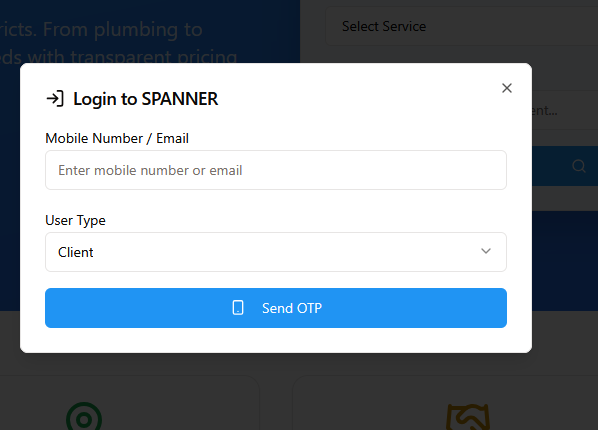 ricts. From plumbing to
eds with transparent pricing
Select Service
Login to SPANNER
Mobile Number / Email
Enter mobile number or email
ent...
User Type
Client
Send OTP